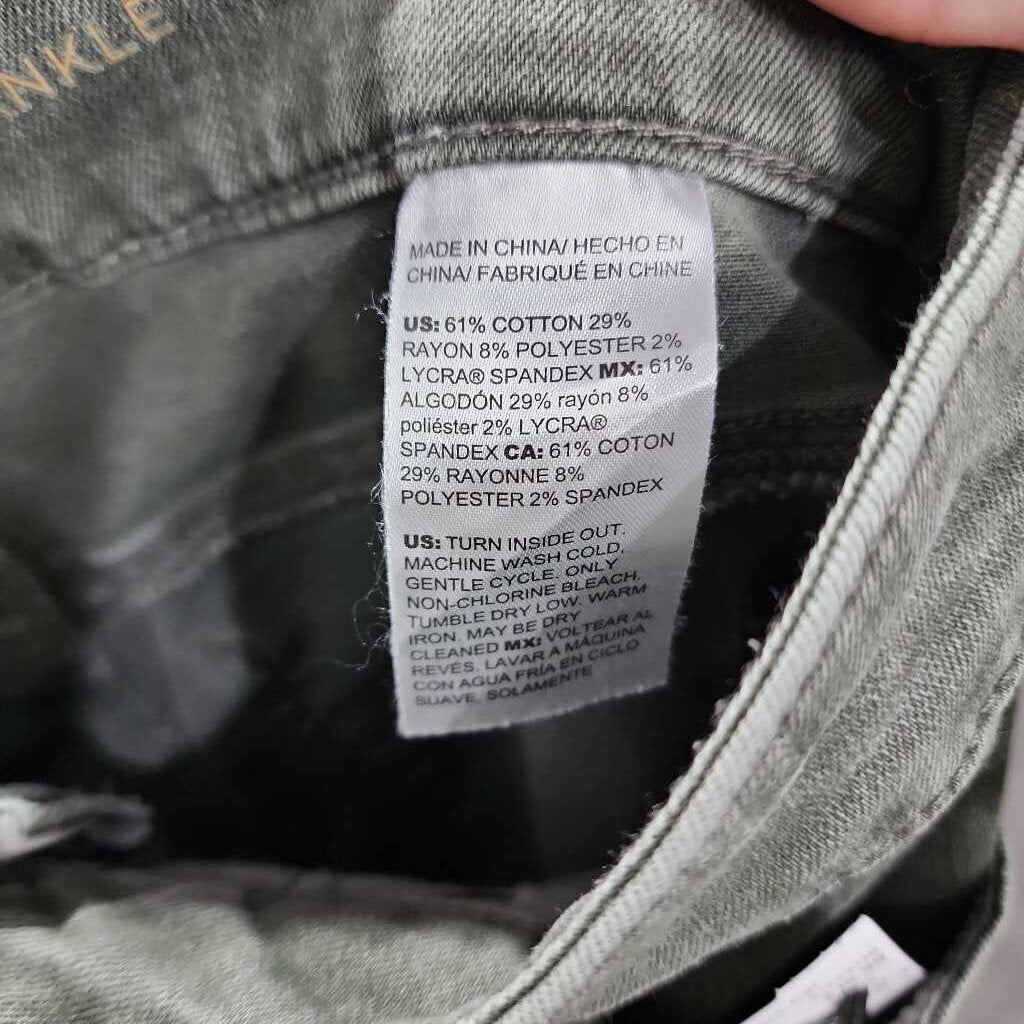 ANKLE
MADE IN CHINA/ HECHO EN
CHINA/ FABRIQUÉ EN CHINE
US: 61% COTTON 29%
RAYON 8% POLYESTER 2%
LYCRA® SPANDEX MX: 61%
ALGODÓN 29% rayón 8%
poliéster 2% LYCRA®
SPANDEX CA: 61% COTON
29% RAYONNE 8%
POLYESTER 2% SPANDEX
US: TURN INSIDE OUT.
MACHINE WASH COLD,
GENTLE CYCLE. ONLY
NON-CHLORINE BLEACH.
TUMBLE DRY LOW. WARM
IRON. MAY BE DRY
CLEANED MX: VOLTEAR AL
REVÉS. LAVAR A MÁQUINA
CON AGUA FRÍA EN CICLO
SUAVE. SOLAMENTE